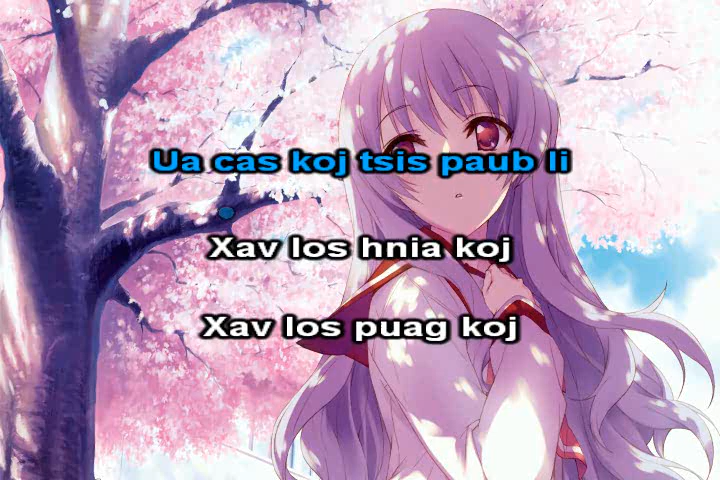 Ua cas koj tsis paub li
Xav los hnia koj
Xav los puag koj